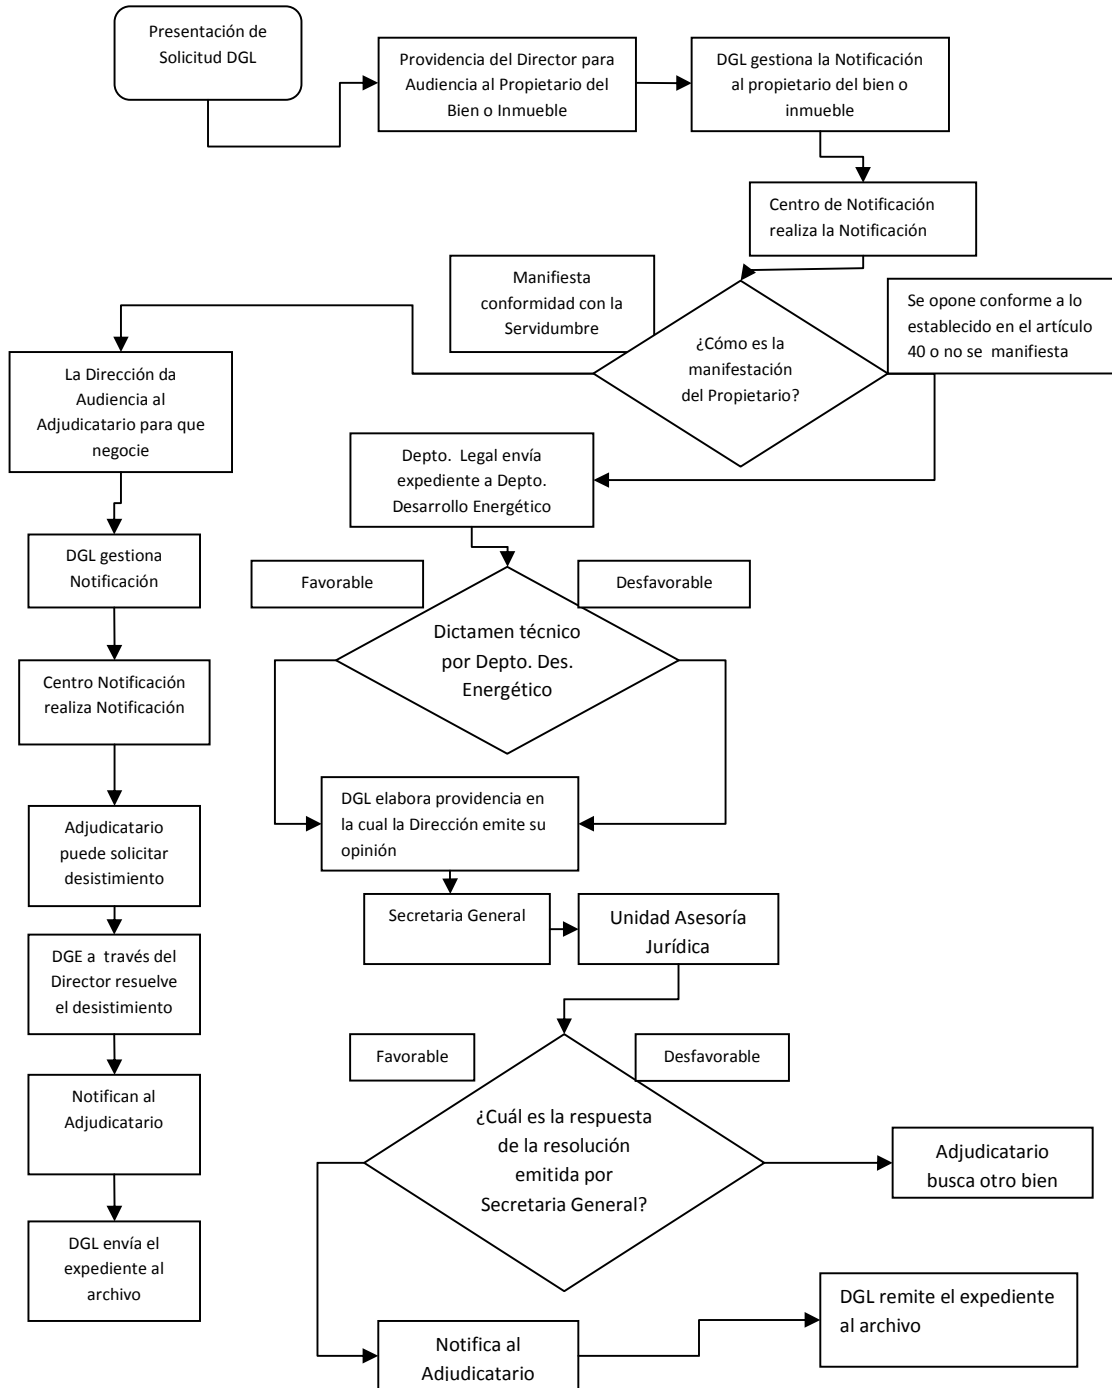 Presentación de
Solicitud DGL
Providencia del Director para
Audiencia al Propietario del
Bien o Inmueble
DGL gestiona la Notificación
al propietario del bien o
inmueble
Centro de Notificación
realiza la Notificación
Manifiesta
conformidad con la
Servidumbre
¿Cómo es la
manifestación
del Propietario?
Se opone conforme a lo
establecido en el artículo
40 o no se manifiesta
La Dirección da
Audiencia al
Adjudicatario para que
negocie
Depto. Legal envía
expediente a Depto.
Desarrollo Energético
DGL gestiona
Notificación
Favorable
Desfavorable
Dictamen técnico
por Depto. Des.
Energético
Centro Notificación
realiza Notificación
DGL elabora providencia en
la cual la Dirección emite su
opinión
Adjudicatario
puede solicitar
desistimiento
Secretaria General
Unidad Asesoría
Jurídica
DGE a través del
Director resuelve
el desistimiento
Favorable
Desfavorable
¿Cuál es la respuesta
de la resolución
emitida por
Secretaria General?
Notifican al
Adjudicatario
Adjudicatario
busca otro bien
DGL envía el
expediente al
archivo
Notifica al
Adjudicatario
DGL remite el expediente
al archivo